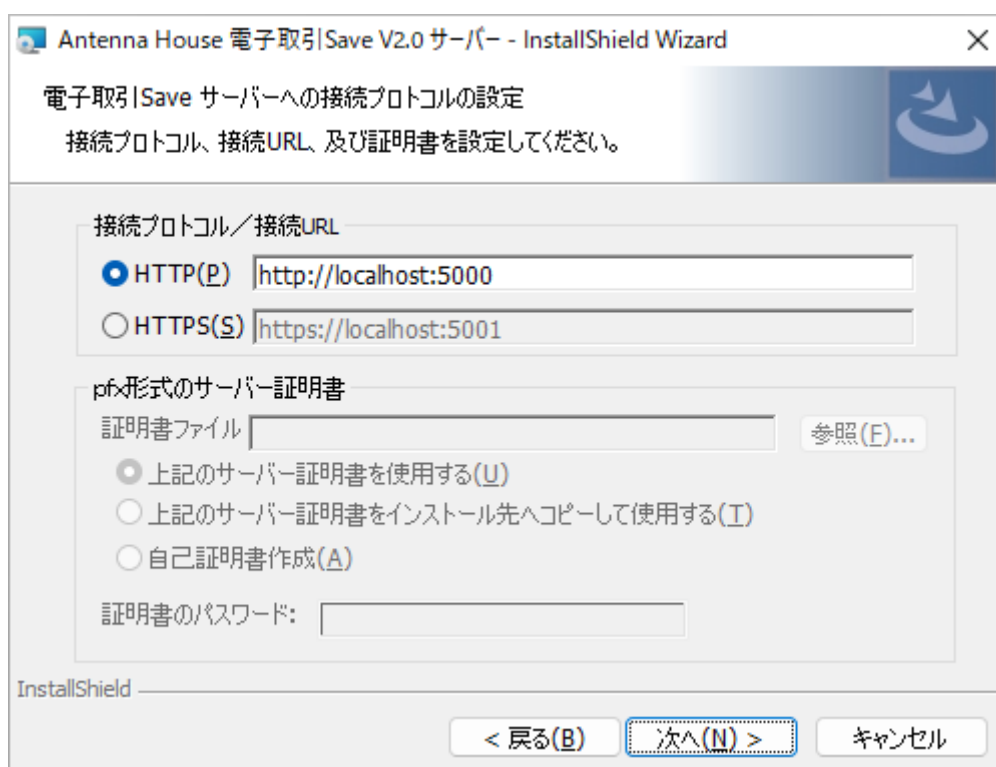 Antenna House 電子取引Save V2.0 サーバー - InstallShield Wizard
電子取引Save サーバーへの接続プロトコルの設定
接続プロトコル、接続URL、及び証明書を設定してください。
接続プロトコル／接続URL
HTTP(P) http://localhost:5000
HTTPS(S) https://localhost:5001
pfx形式のサーバー証明書
証明書ファイル 参照(F)...
上記のサーバー証明書を使用する(U)
上記のサーバー証明書をインストール先へコピーして使用する(T)
自己証明書作成(A)
証明書のパスワード:
InstallShield
< 戻る(B) 次へ(N) > キャンセル